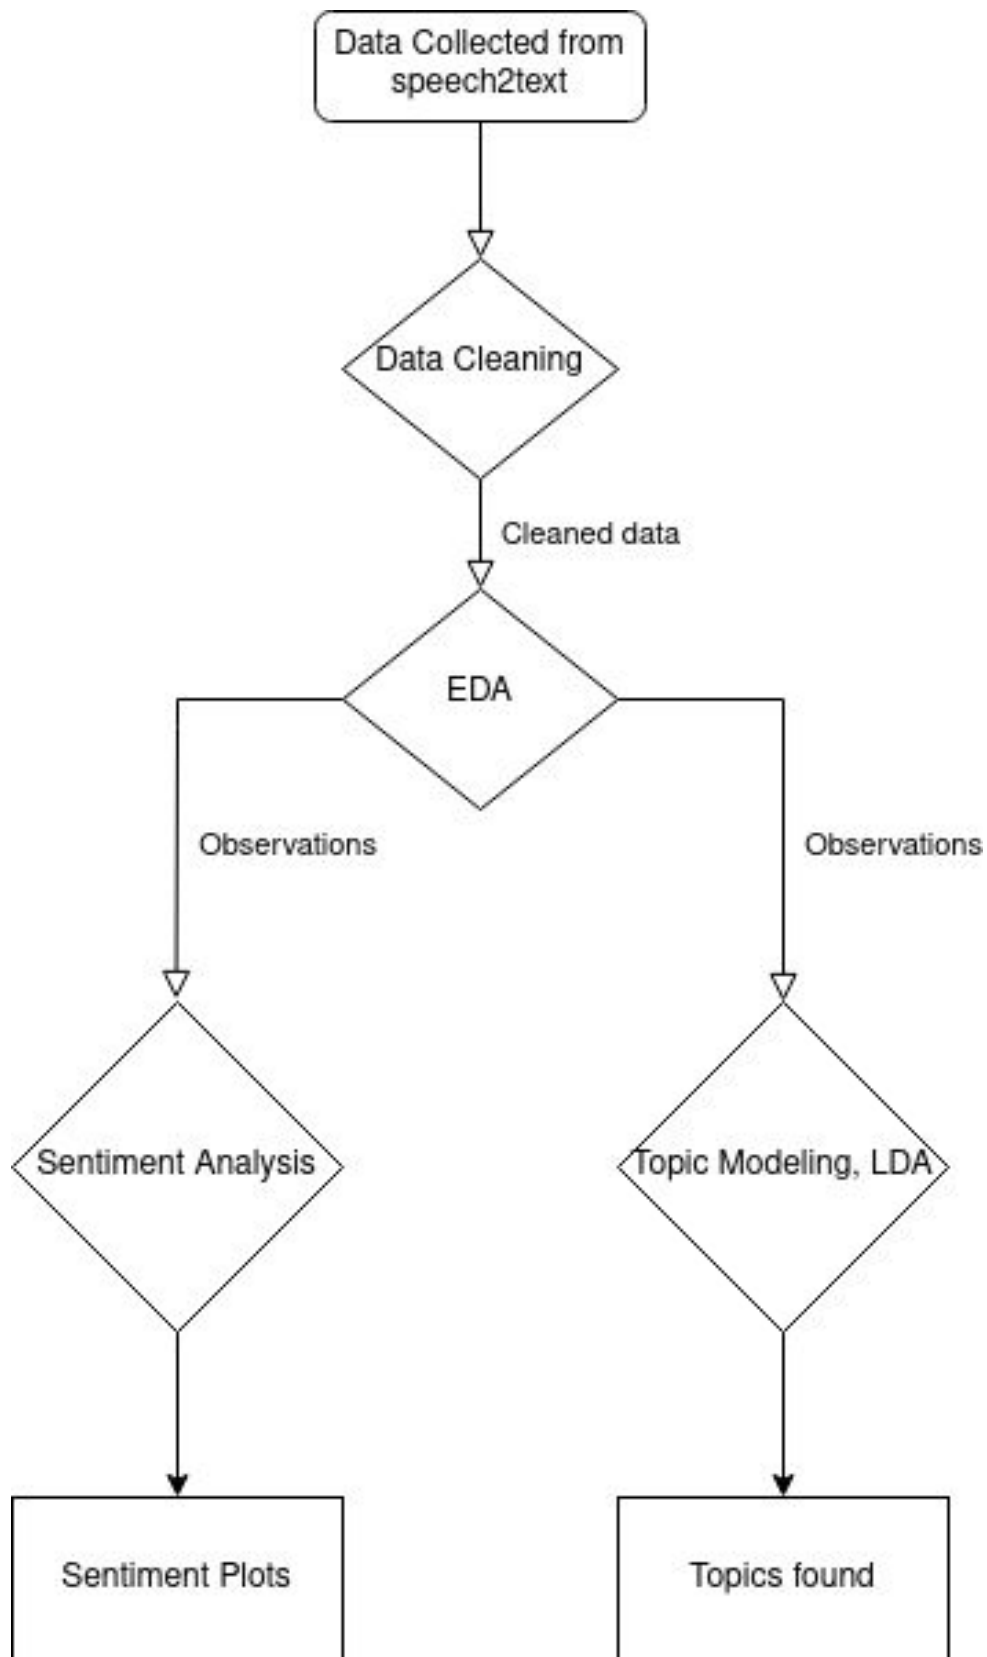 Data Collected from
speech2text
Data Cleaning
Cleaned data
EDA
Observations
Observations
Sentiment Analysis
Topic Modeling, LDA
Sentiment Plots
Topics found